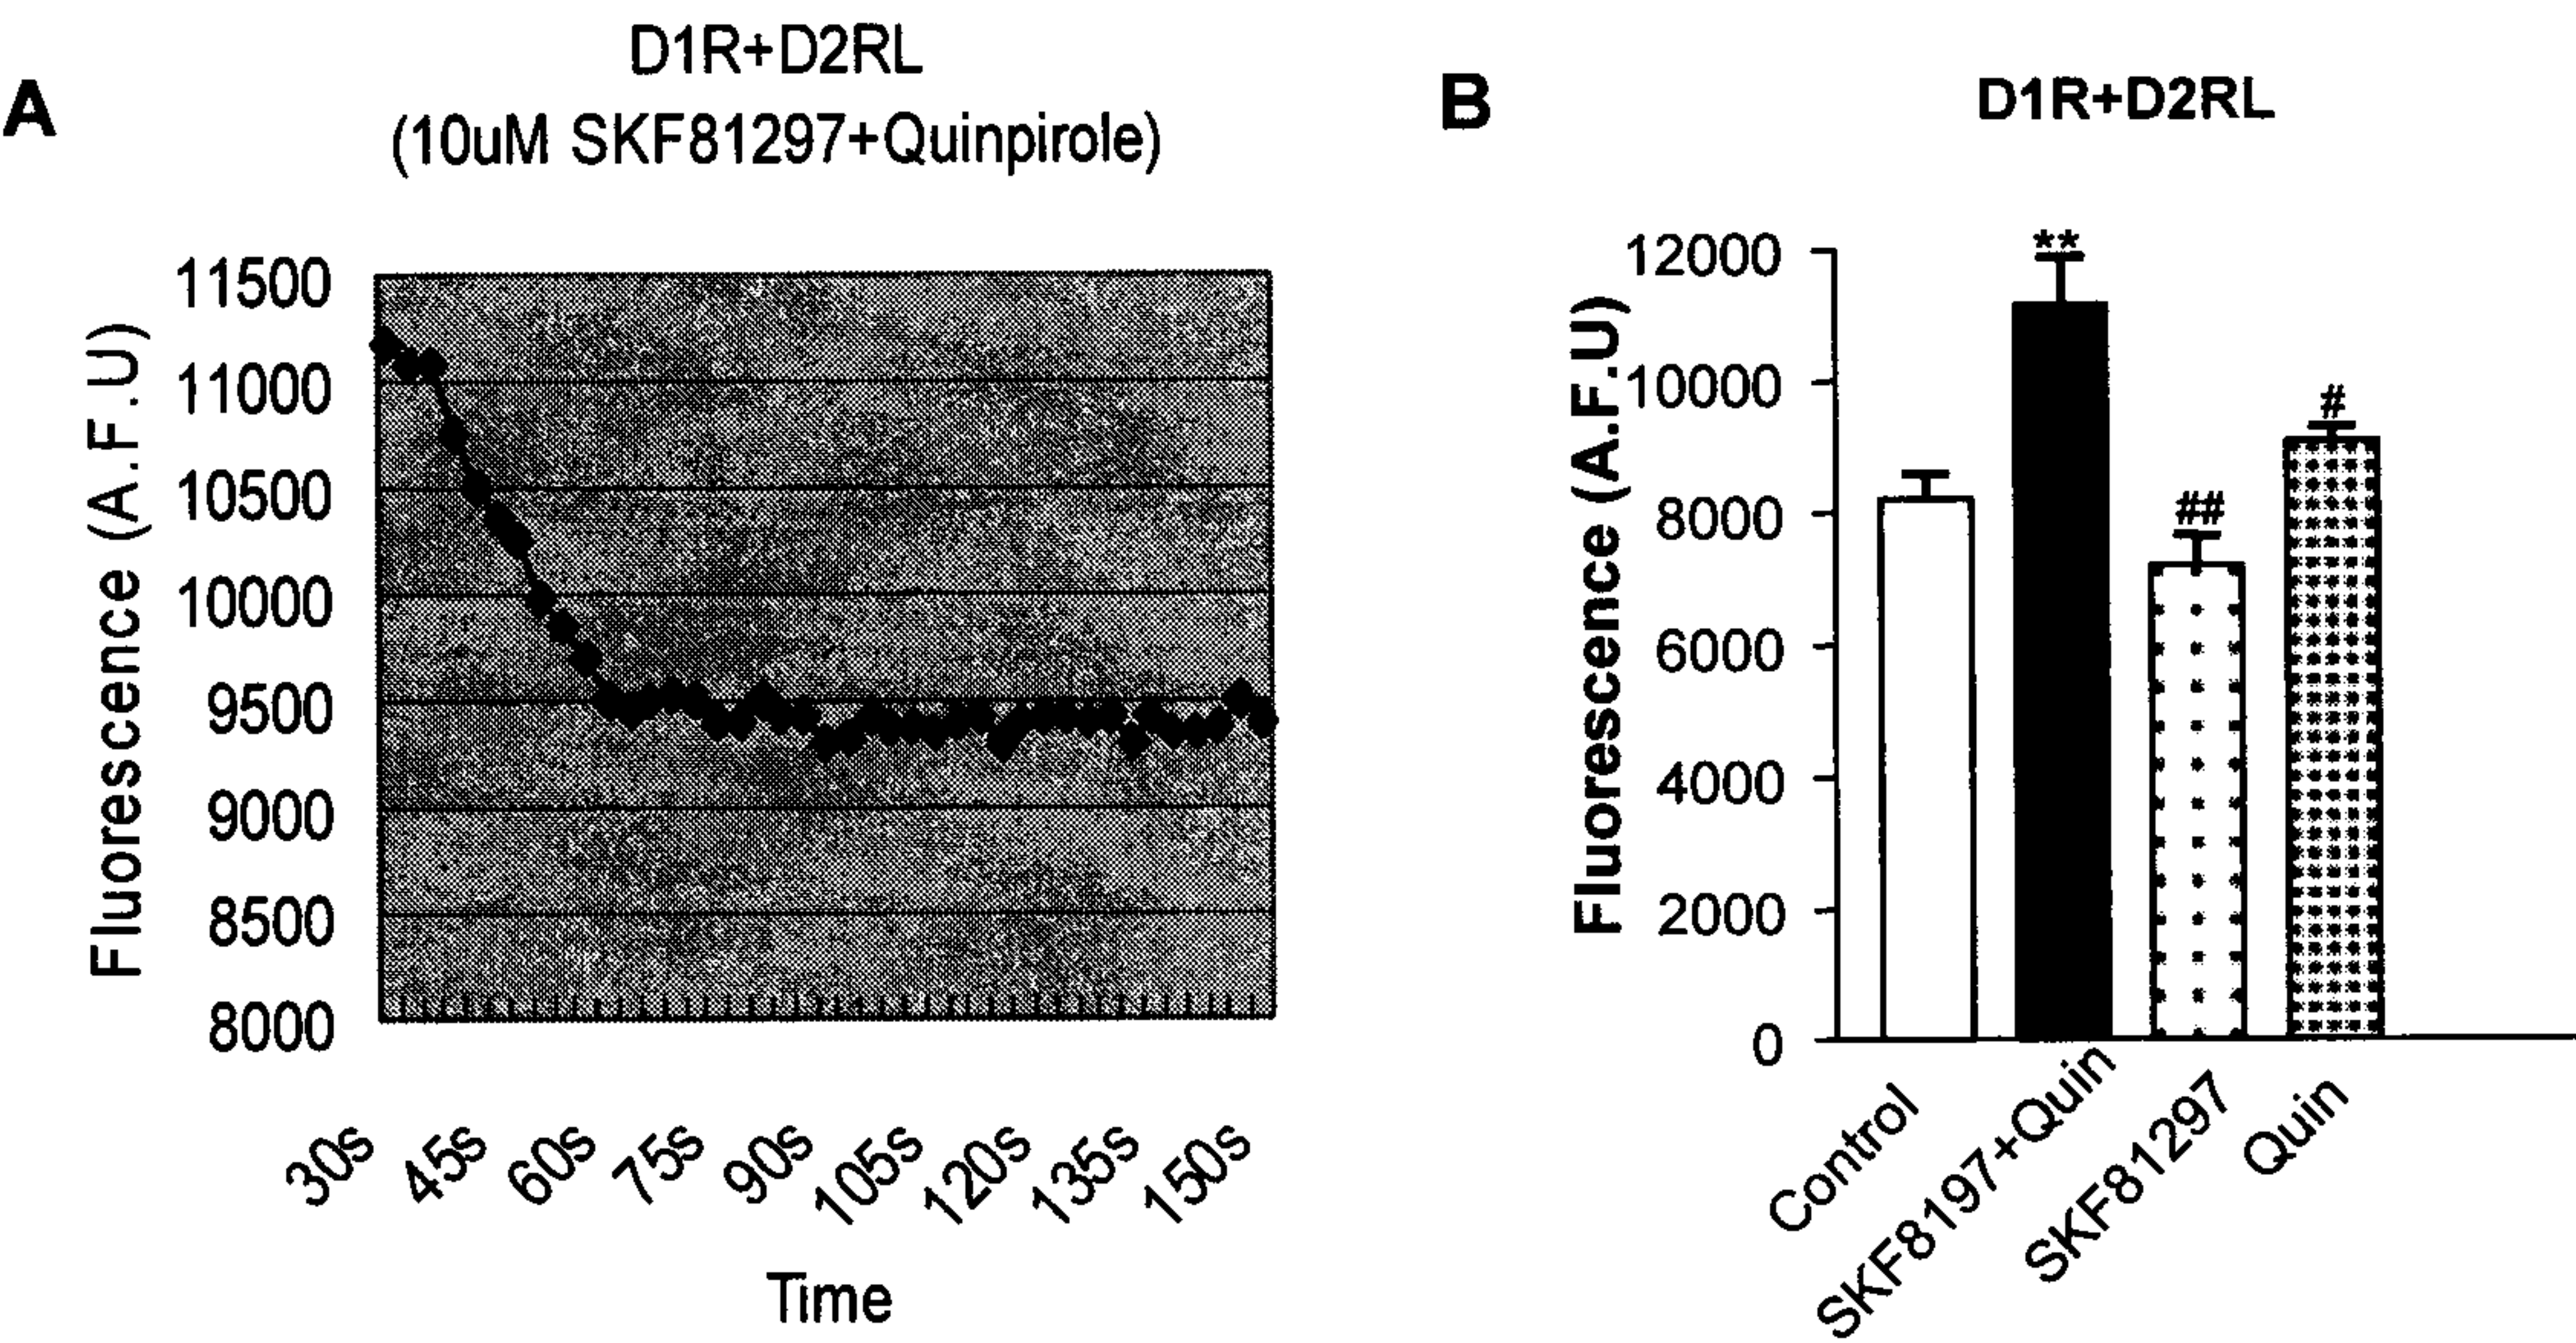 A
D1R+D2RL
(10uM SKF81297+Quinpirole)
Fluorescence (A.F.U)
11500
11000
10500
10000
9500
9000
8500
8000
30s
45s
60s
75s
90s
105s
120s
135s
150s
Time
B
D1R+D2RL
Fluorescence (A.F.U)
12000
10000
8000
6000
4000
2000
0
**
##
#
Control
SKF8197+Quin
SKF81297
Quin